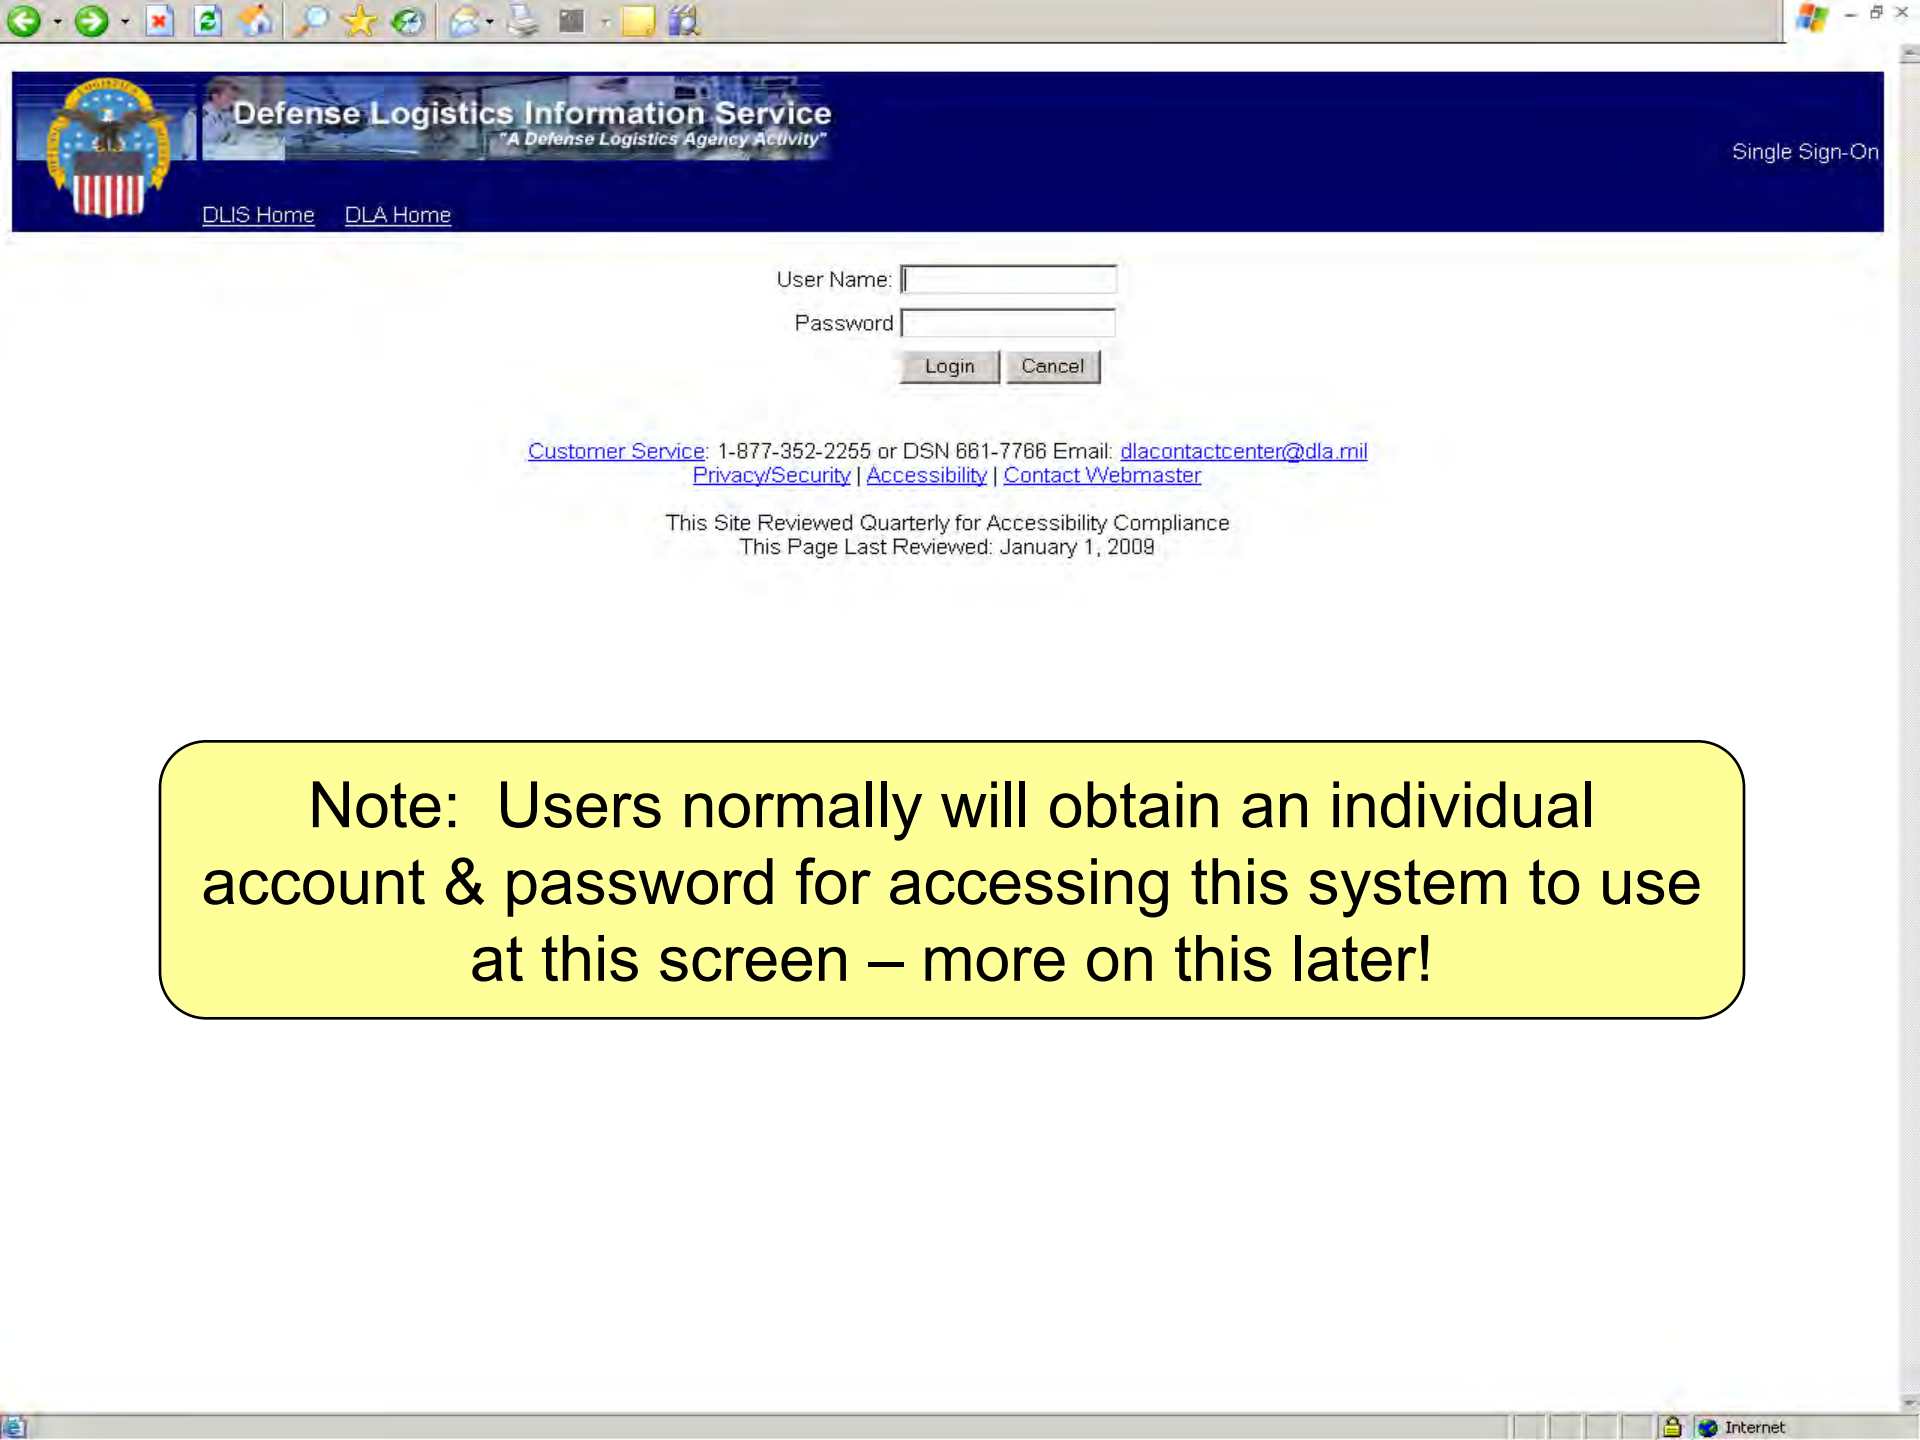 Defense Logistics Information Service
"A Defense Logistics Agency Activity"
Single Sign-On
DLIS Home DLA Home
User Name:
Password
Login Cancel
Customer Service: 1-877-352-2255 or DSN 661-7766 Email: dlacontactcenter@dla.mil
Privacy/Security | Accessibility | Contact Webmaster
This Site Reviewed Quarterly for Accessibility Compliance
This Page Last Reviewed: January 1, 2009
Note: Users normally will obtain an individual
account & password for accessing this system to use
at this screen – more on this later!
Internet